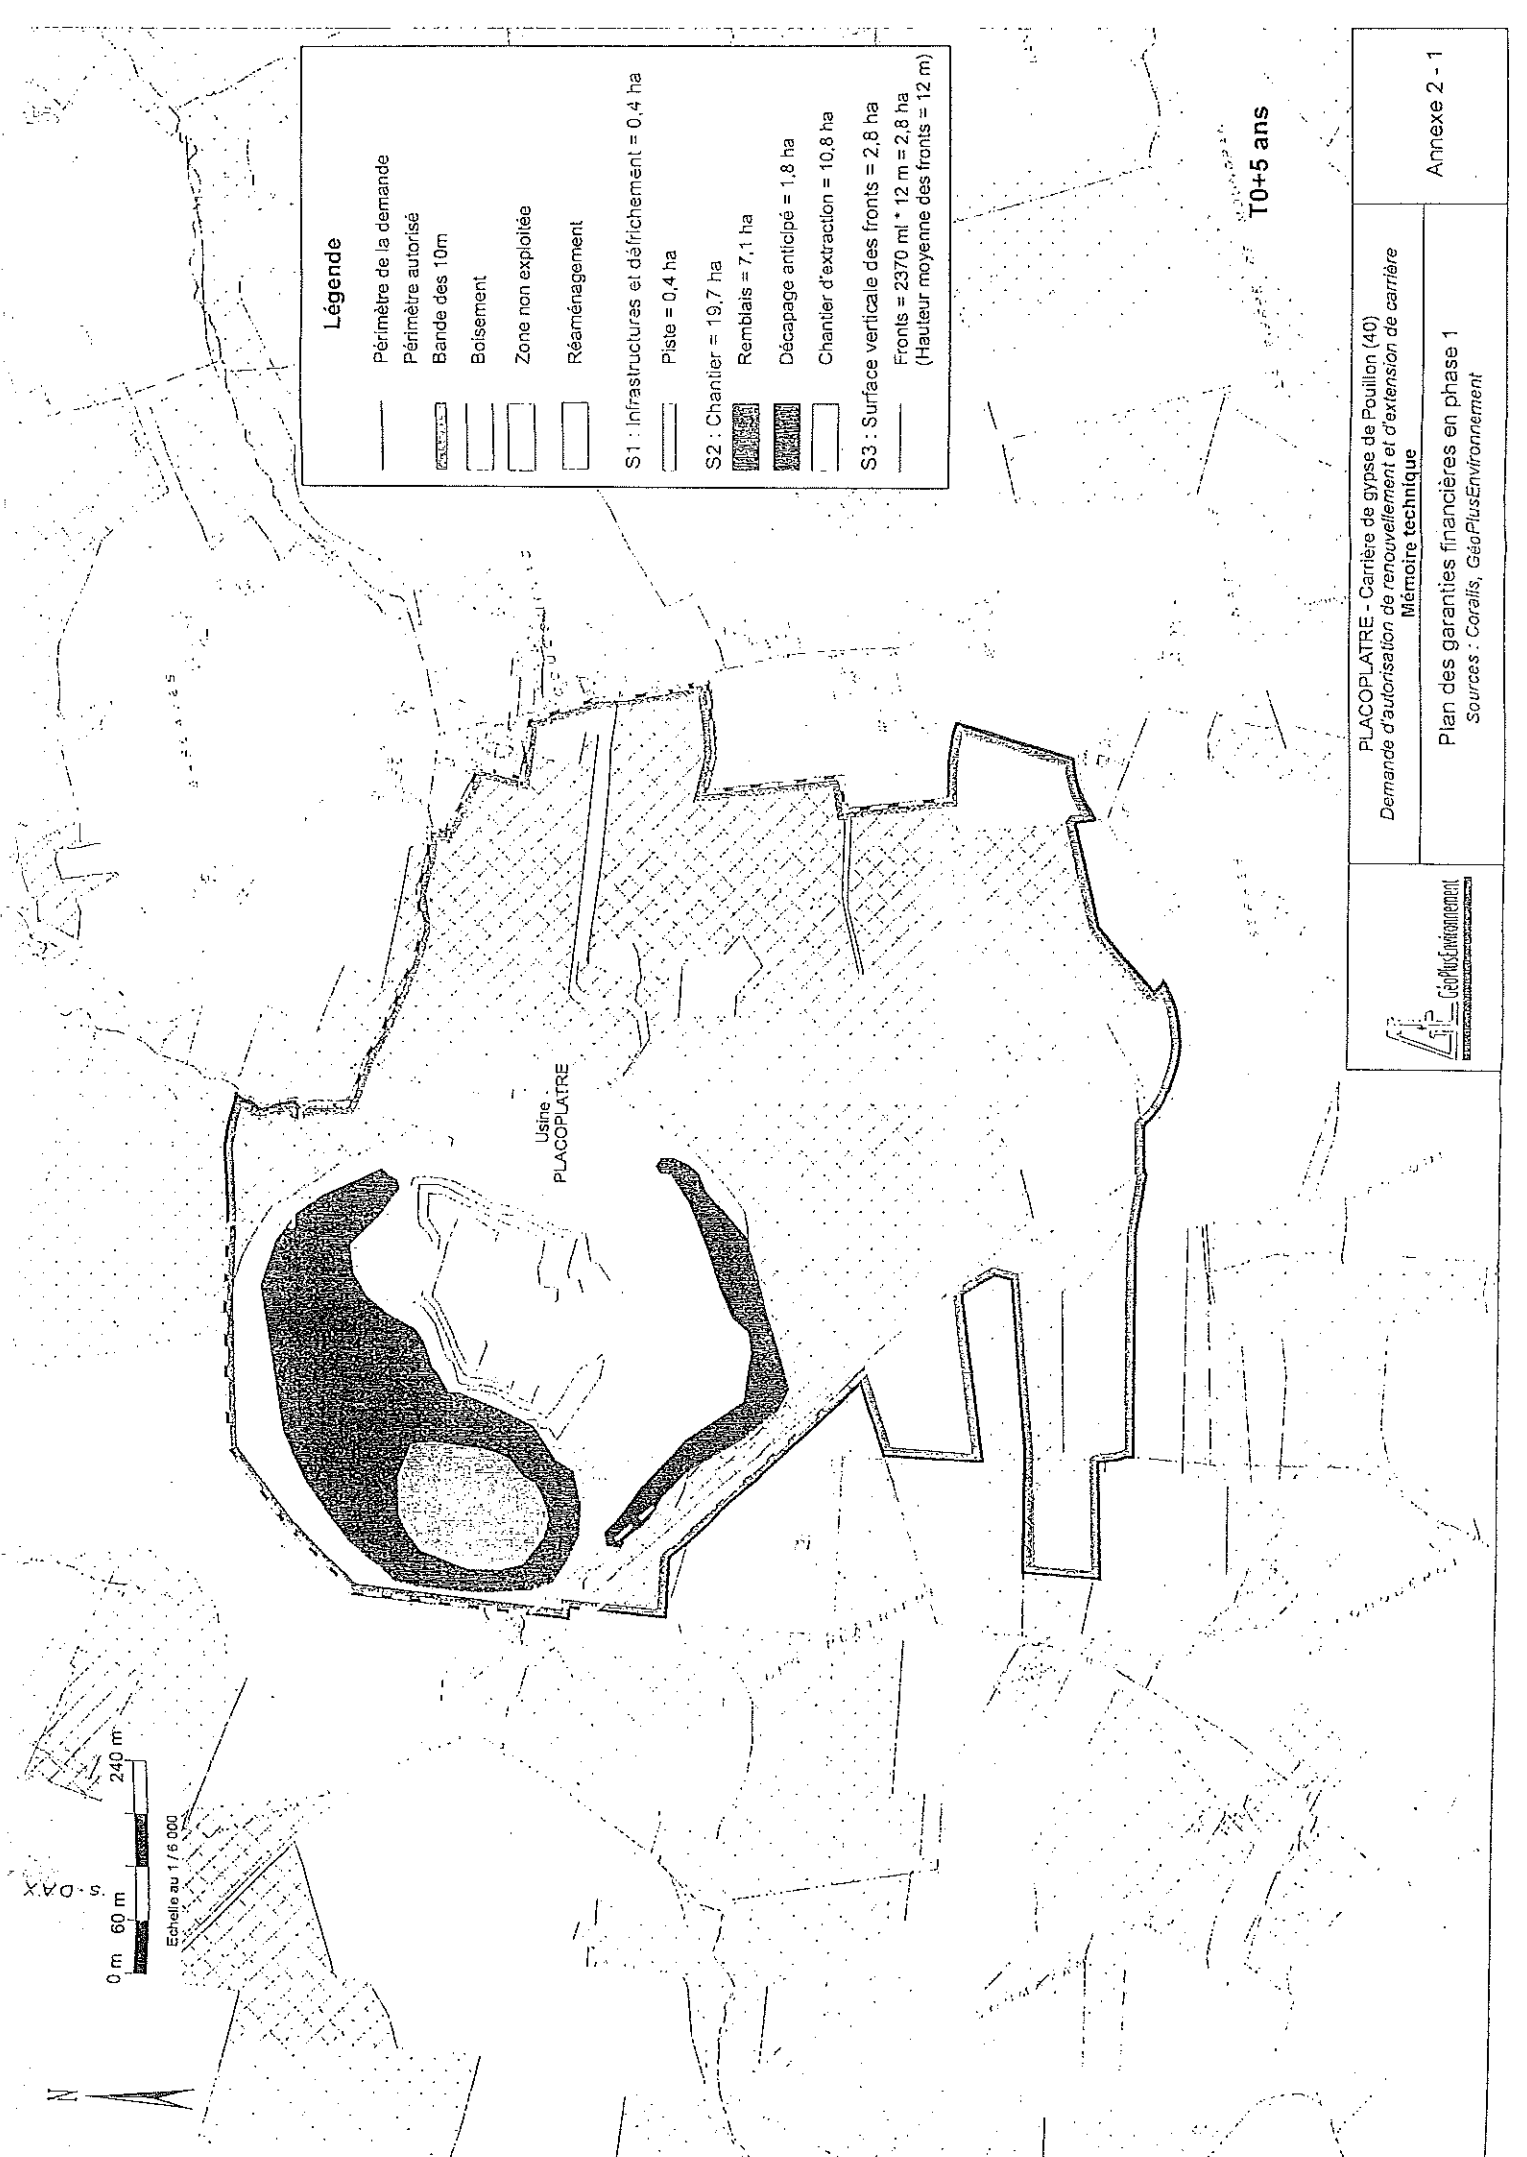 N
0 m 60 m 240 m
Echelle au 1 / 6 000
S-DAX
Usine
PLACOPLATRE
Légende
Périmètre de la demande
Périmètre autorisé
Bande des 10m
Boisement
Zone non exploitée
Réaménagement
S1 : Infrastructures et défrichement = 0,4 ha
Piste = 0,4 ha
S2 : Chantier = 19,7 ha
Remblais = 7,1 ha
Décapage anticipé = 1,8 ha
Chantier d'extraction = 10,8 ha
S3 : Surface verticale des fronts = 2,8 ha
Fronts = 2370 ml * 12 m = 2,8 ha
(Hauteur moyenne des fronts = 12 m)
T0+5 ans
GéoPlusEnvironnement
PLACOPLATRE - Carrière de gypse de Pouillon (40)
Demande d'autorisation de renouvellement et d'extension de carrière
Mémoire technique
Plan des garanties financières en phase 1
Sources : Coralis, GéoPlusEnvironnement
Annexe 2 - 1